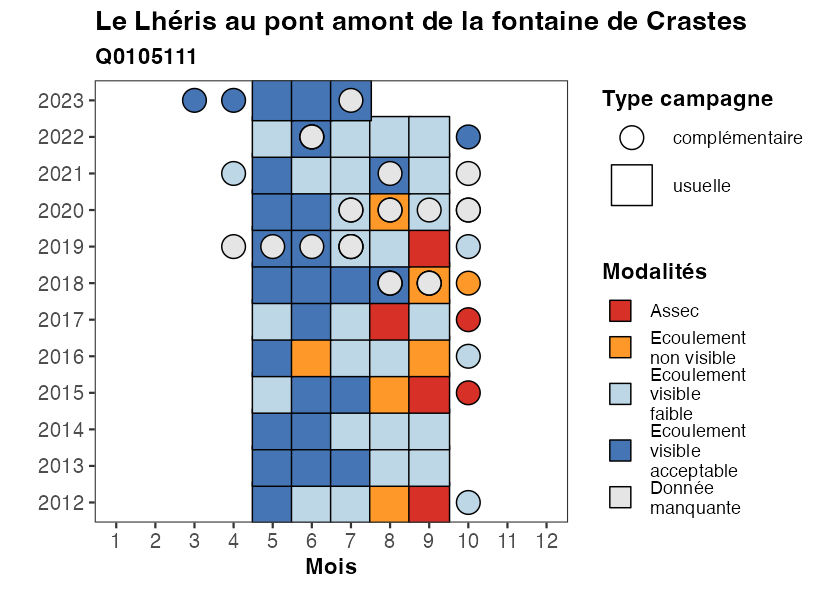 Le Lhéris au pont amont de la fontaine de Crastes
Q0105111
2023
2022
2021
2020
2019
2018
2017
2016
2015
2014
2013
2012
1 2 3 4 5 6 7 8 9 10 11 12
Mois
Type campagne
complémentaire
usuelle
Modalités
Assec
Ecoulement
non visible
Ecoulement
visible
faible
Ecoulement
visible
acceptable
Donnée
manquante